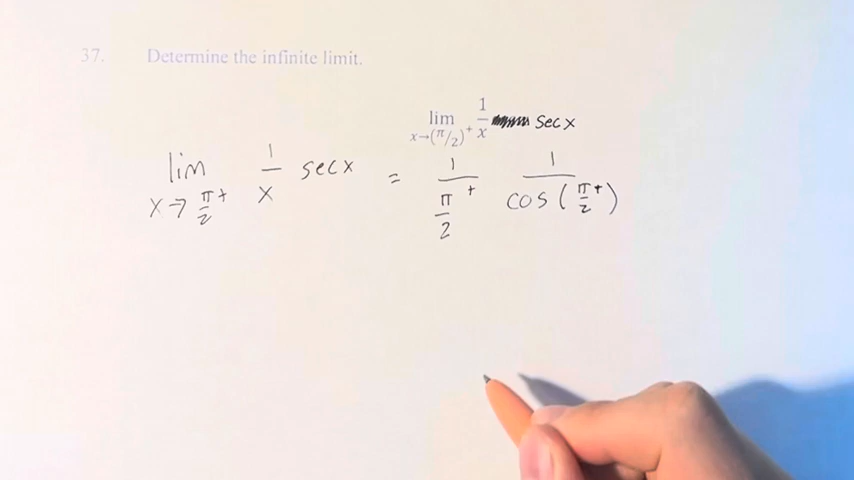 37. Determine the infinite limit.
lim x→(π/2)⁺ 1/x sec x
lim x→π/2⁺ 1/x sec x = 1/(π/2⁺) 1/cos(π/2⁺)